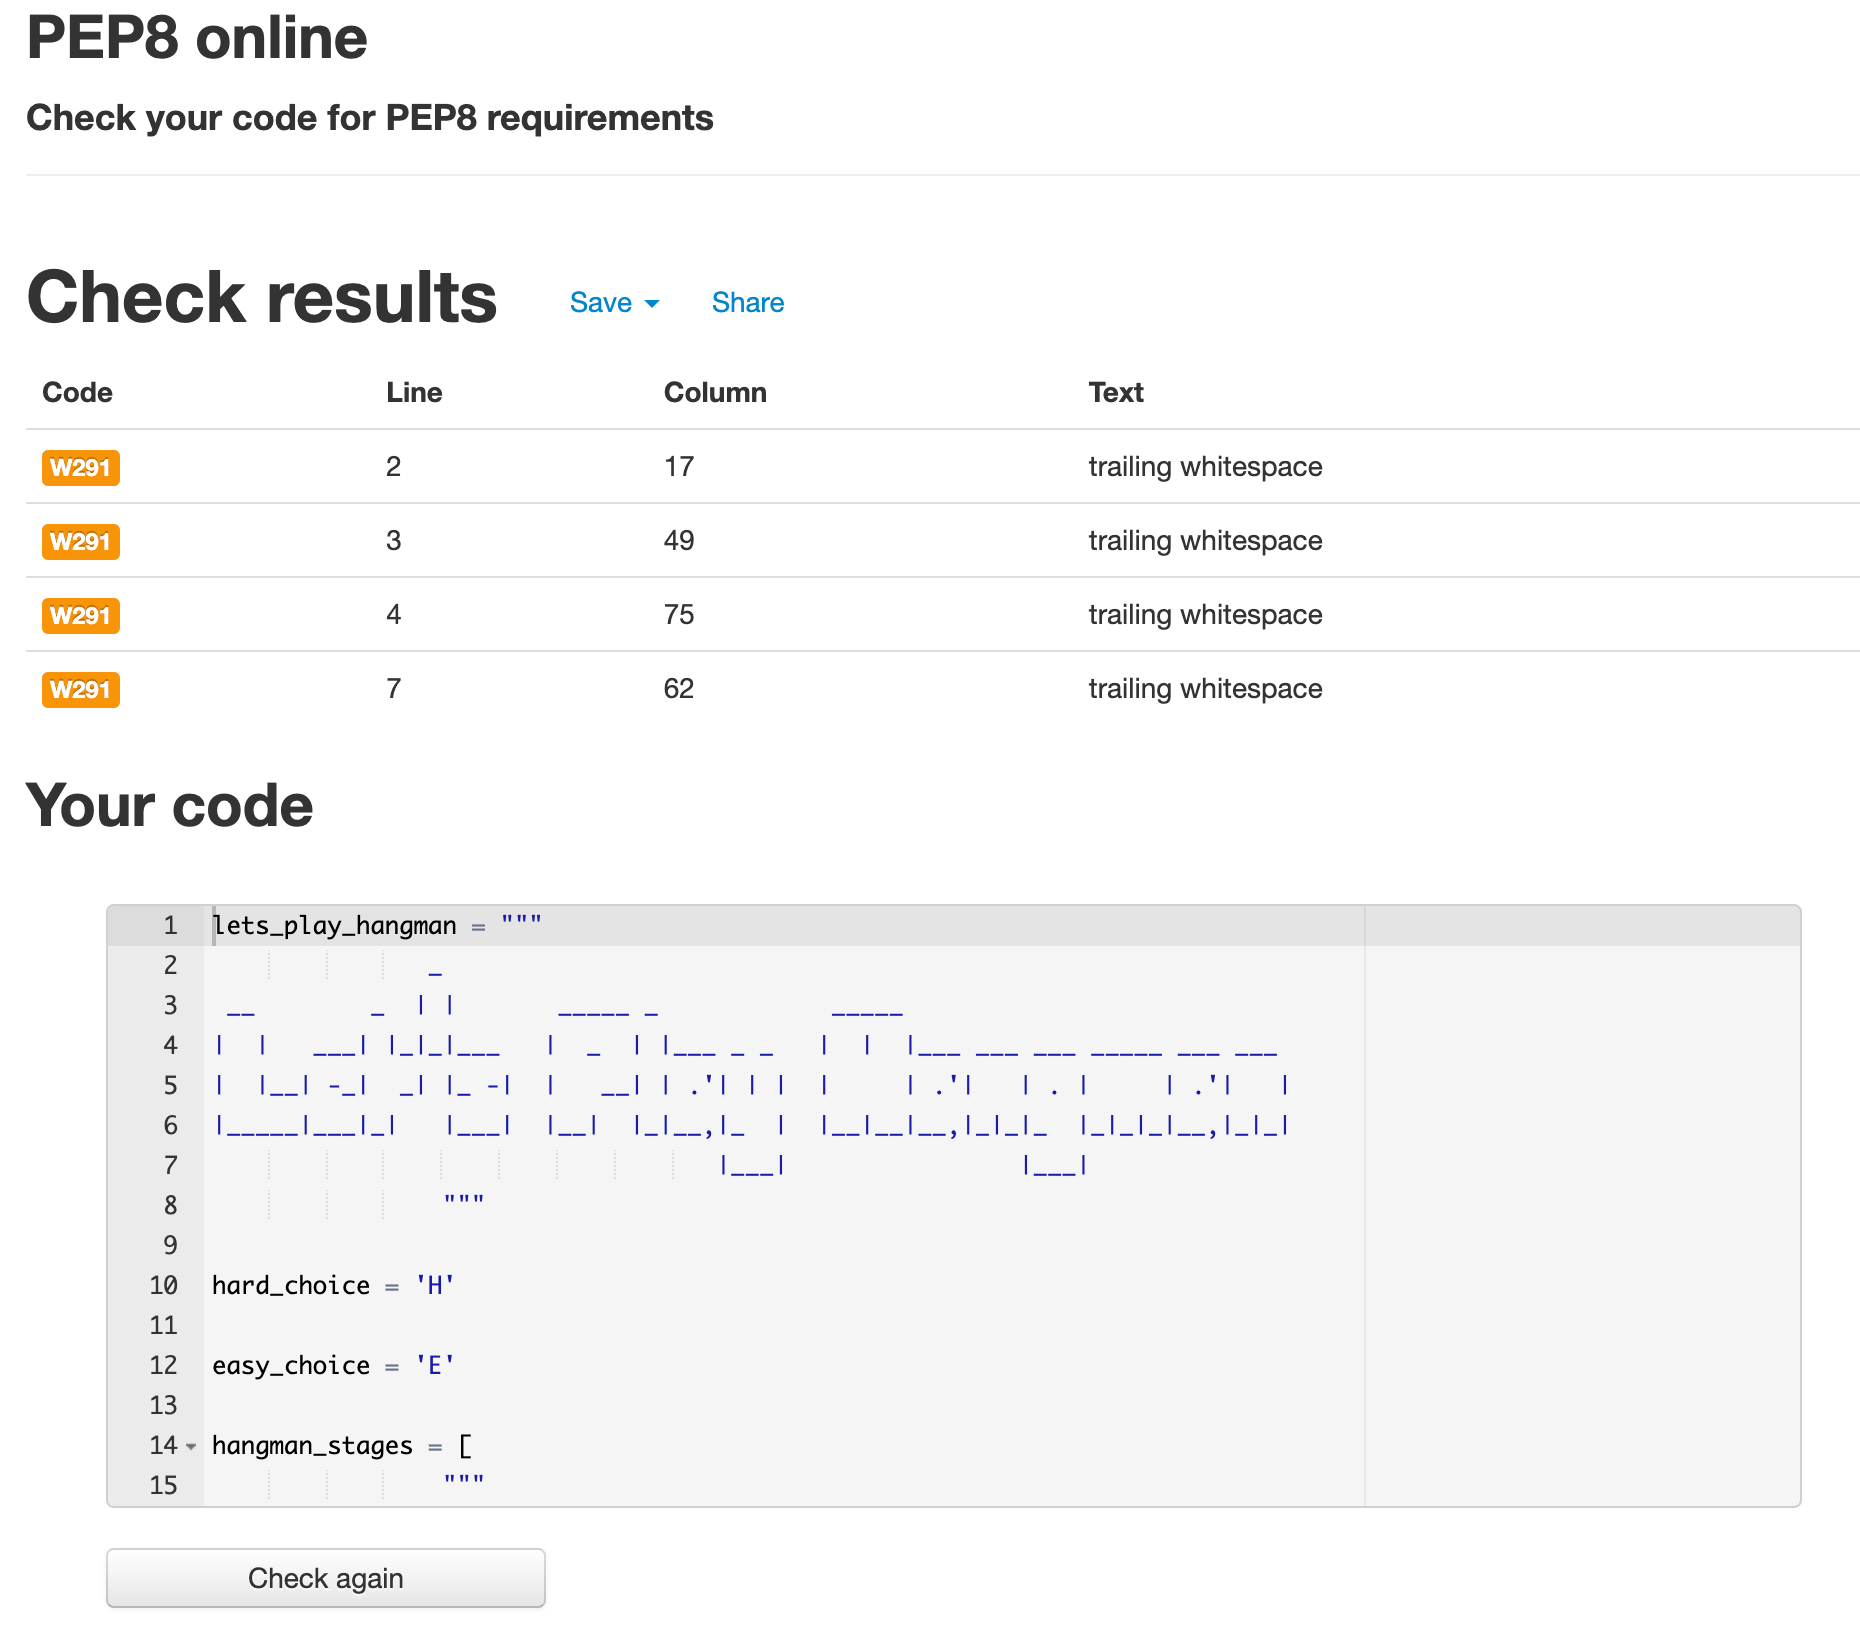 PEP8 online
Check your code for PEP8 requirements
Check results Save Share
Code Line Column Text
W291 2 17 trailing whitespace
W291 3 49 trailing whitespace
W291 4 75 trailing whitespace
W291 7 62 trailing whitespace
Your code
1 lets_play_hangman = """
2                _
3  __        _  | |       _____ _            _____
4 |  |   ___| |_|_|___   |  _  | |___ _ _   |  |  |___ ___ ___ _____ ___ ___
5 |  |__| -_|  _| |_ -|  |   __| | .'| | |  |     | .'|   | . |     | .'|   |
6 |_____|___|_|   |___|  |__|  |_|__,|_  |  |__|__|__,|_|_|_  |_|_|_|__,|_|_|
7                                    |___|                |___|
8                 """
9
10 hard_choice = 'H'
11
12 easy_choice = 'E'
13
14 hangman_stages = [
15                 """
Check again